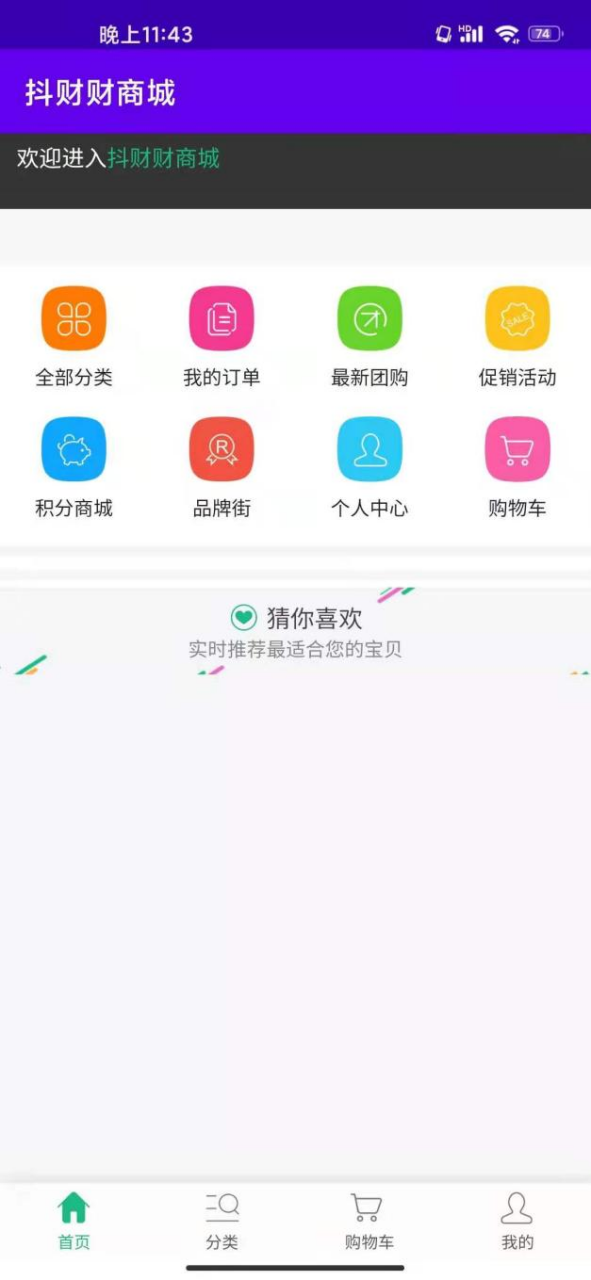 晚上11:43
HD
74
抖财财商城
欢迎进入抖财财商城
SALE
全部分类 我的订单 最新团购 促销活动
R
积分商城 品牌街 个人中心 购物车
猜你喜欢
实时推荐最适合您的宝贝
首页 分类 购物车 我的